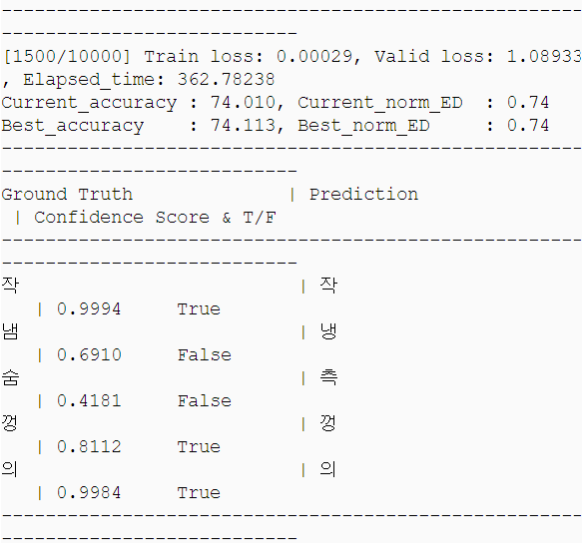 --------------------------------------------------------------------------------
[1500/10000] Train loss: 0.00029, Valid loss: 1.08933
, Elapsed_time: 362.78238
Current_accuracy : 74.010, Current_norm_ED  : 0.74
Best_accuracy    : 74.113, Best_norm_ED     : 0.74
--------------------------------------------------------------------------------
Ground Truth              | Prediction
 | Confidence Score & T/F
--------------------------------------------------------------------------------
작                         | 작
   | 0.9994     True
냄                         | 냉
   | 0.6910     False
숨                         | 측
   | 0.4181     False
껑                         | 껑
   | 0.8112     True
의                         | 의
   | 0.9984     True
--------------------------------------------------------------------------------